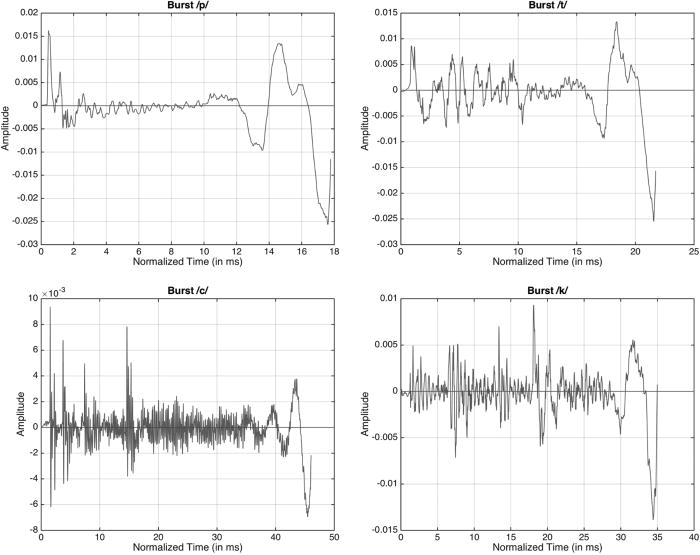 Burst /p/
0.02
0.015
0.01
0.005
0
-0.005
-0.01
-0.015
-0.02
-0.025
-0.03
Amplitude
0 2 4 6 8 10 12 14 16 18
Normalized Time (in ms)
Burst /t/
0.015
0.01
0.005
0
-0.005
-0.01
-0.015
-0.02
-0.025
-0.03
Amplitude
0 5 10 15 20 25
Normalized Time (in ms)
Burst /c/
×10⁻³
10
8
6
4
2
0
-2
-4
-6
-8
Amplitude
0 10 20 30 40 50
Normalized Time (in ms)
Burst /k/
0.01
0.005
0
-0.005
-0.01
-0.015
Amplitude
0 5 10 15 20 25 30 35 40
Normalized Time (in ms)